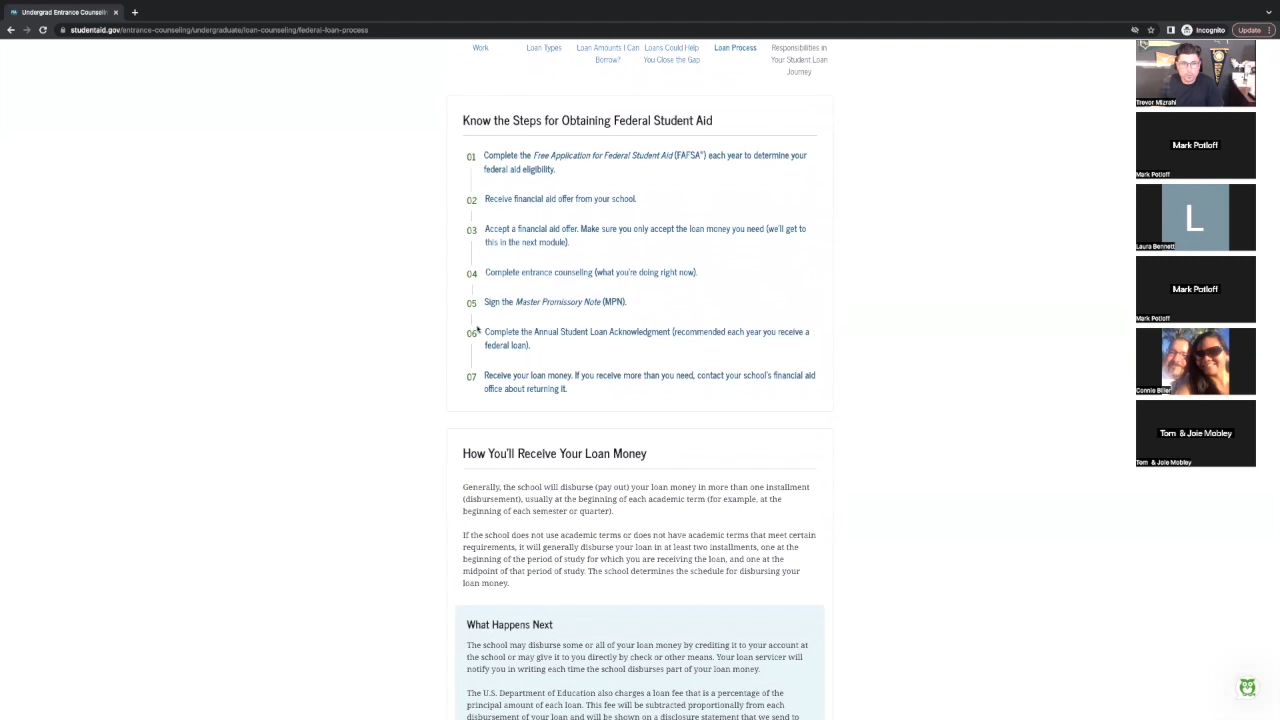 Undergrad Entrance Counselin
studentaid.gov/entrance-counseling/undergraduate/loan-counseling/federal-loan-process
Incognito
Update
Work
Loan Types
Loan Amounts I Can
Borrow?
Loans Could Help
You Close the Gap
Loan Process
Responsibilities in
Your Student Loan
Journey
Know the Steps for Obtaining Federal Student Aid
01 Complete the Free Application for Federal Student Aid (FAFSA®) each year to determine your
federal aid eligibility.
02 Receive financial aid offer from your school.
03 Accept a financial aid offer. Make sure you only accept the loan money you need (we'll get to
this in the next module).
04 Complete entrance counseling (what you're doing right now).
05 Sign the Master Promissory Note (MPN).
06 Complete the Annual Student Loan Acknowledgment (recommended each year you receive a
federal loan).
07 Receive your loan money. If you receive more than you need, contact your school's financial aid
office about returning it.
How You'll Receive Your Loan Money
Generally, the school will disburse (pay out) your loan money in more than one installment
(disbursement), usually at the beginning of each academic term (for example, at the
beginning of each semester or quarter).
If the school does not use academic terms or does not have academic terms that meet certain
requirements, it will generally disburse your loan in at least two installments, one at the
beginning of the period of study for which you are receiving the loan, and one at the
midpoint of that period of study. The school determines the schedule for disbursing your
loan money.
What Happens Next
The school may disburse some or all of your loan money by crediting it to your account at
the school or may give it to you directly by check or other means. Your loan servicer will
notify you in writing each time the school disburses part of your loan money.
The U.S. Department of Education also charges a loan fee that is a percentage of the
principal amount of each loan. This fee will be subtracted proportionally from each
disbursement of your loan and will be shown on a disclosure statement that we send to
Trevor Mizrahi
Mark Potloff
Mark Potloff
L
Laura Bennett
Mark Potloff
Mark Potloff
Connie Biller
Tom & Joie Mobley
Tom & Joie Mobley